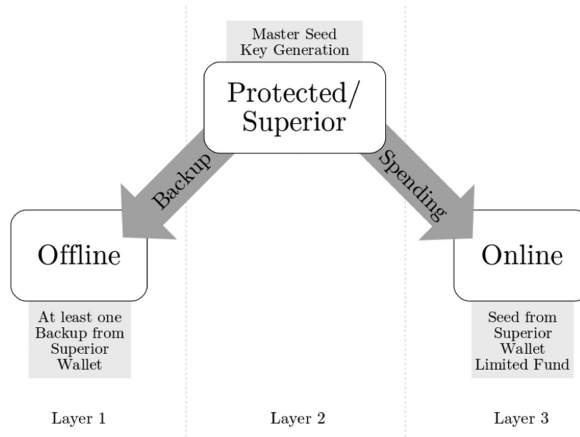 Master Seed
Key Generation
Protected/
Superior
Backup
Spending
Offline
Online
At least one
Backup from
Superior
Wallet
Seed from
Superior
Wallet
Limited Fund
Layer 1
Layer 2
Layer 3